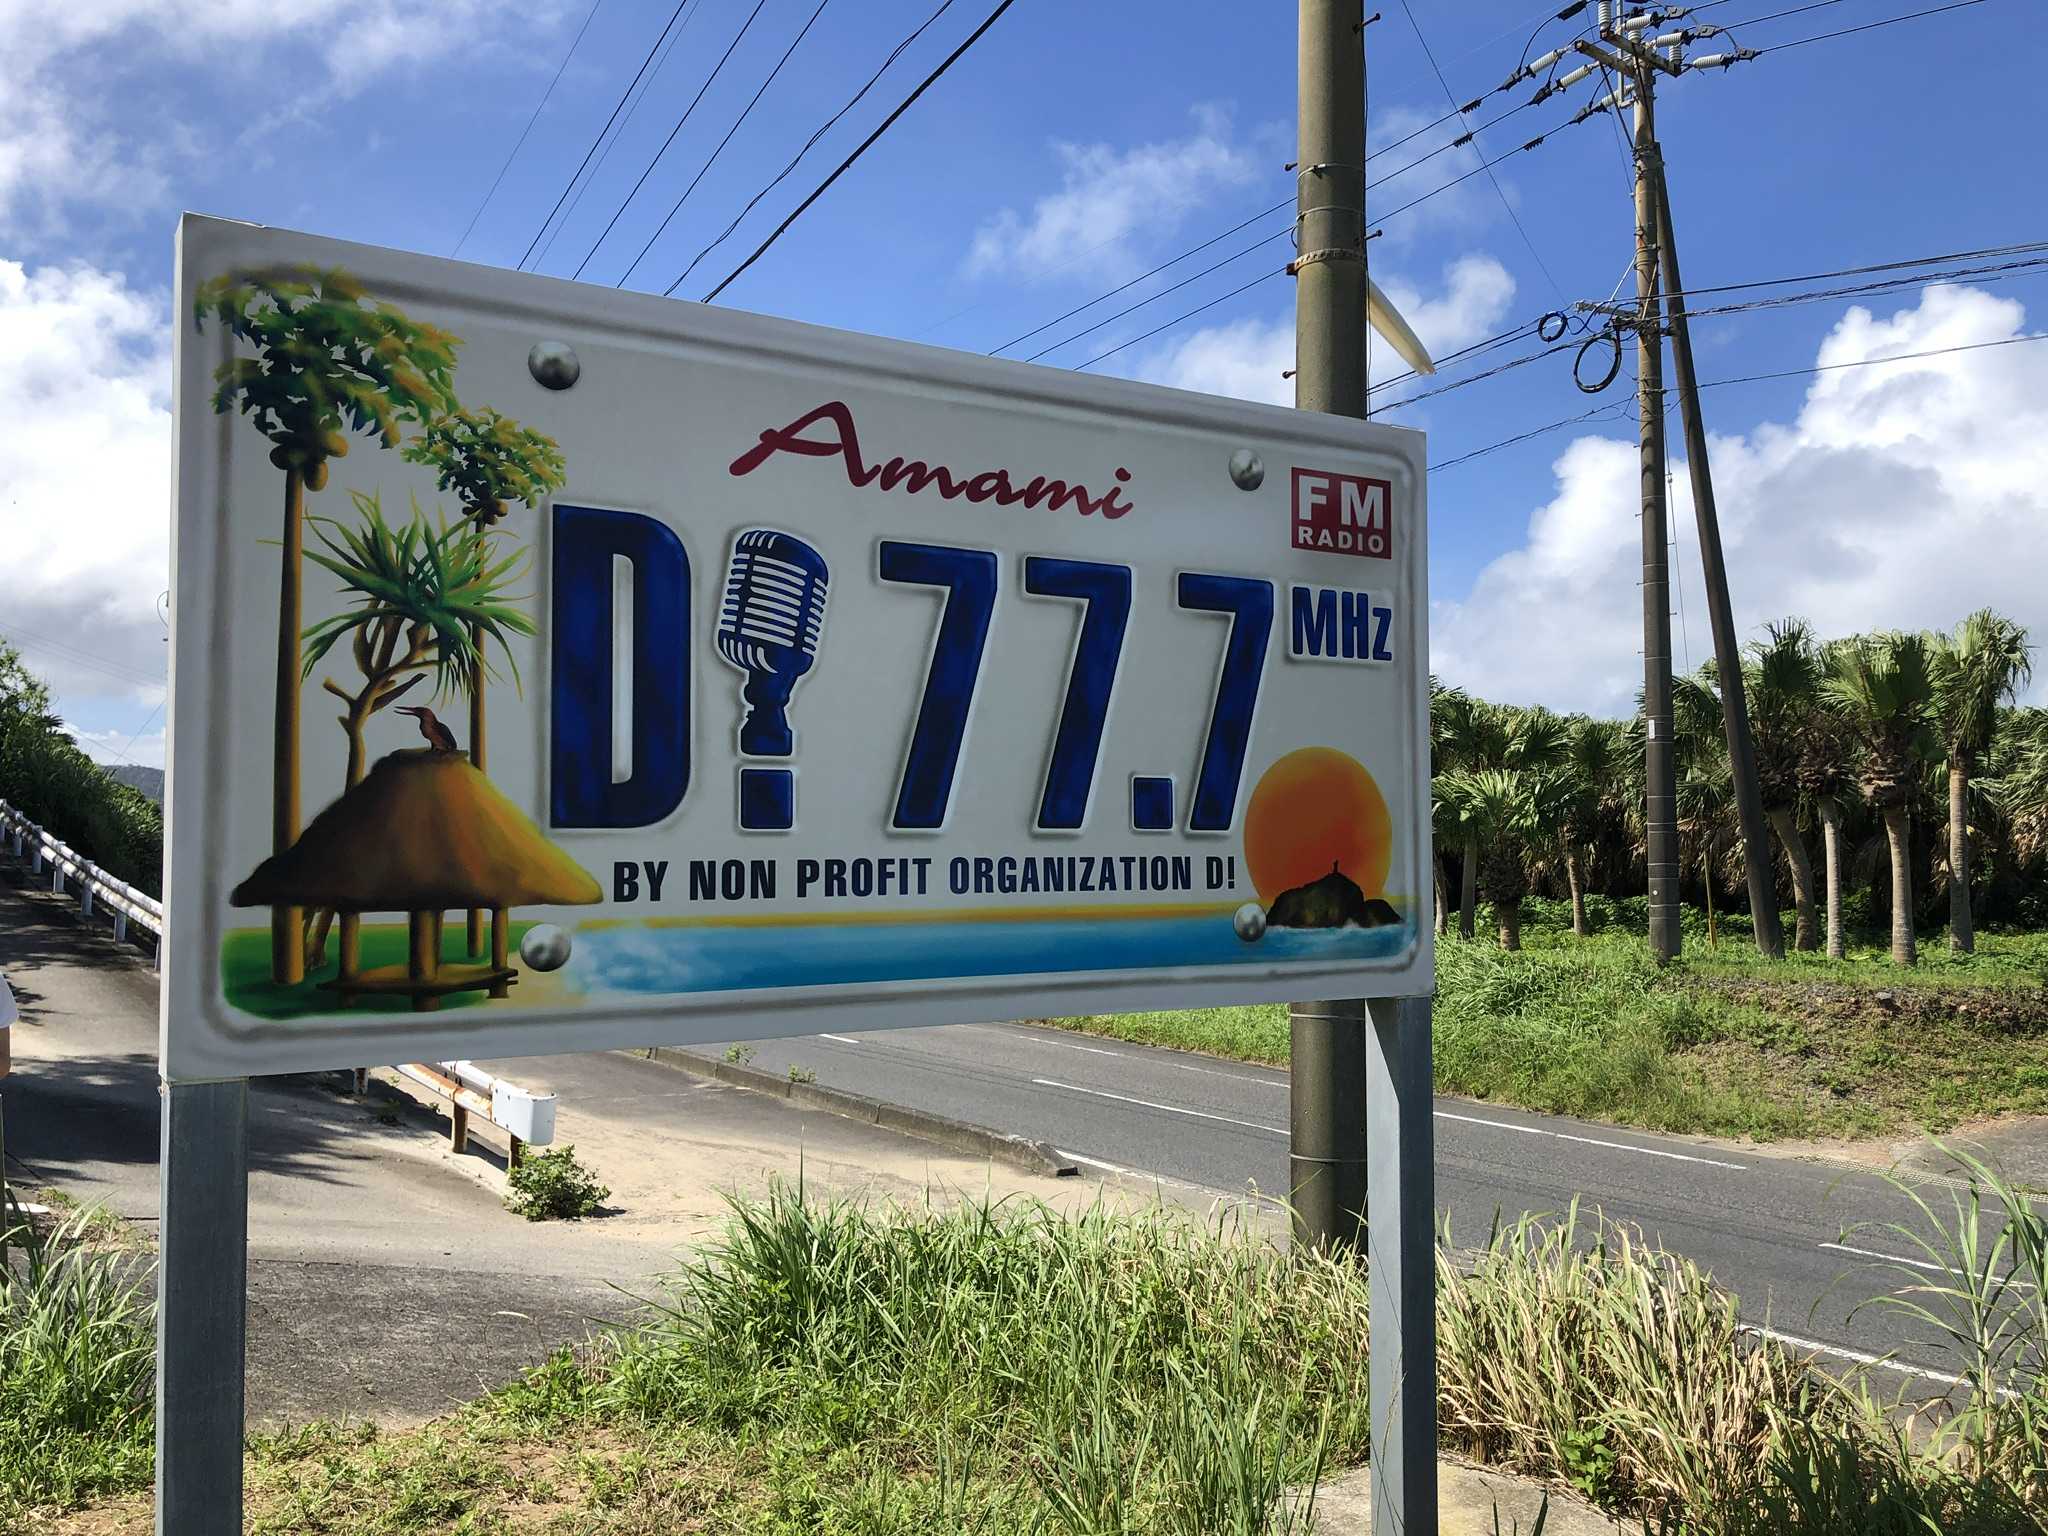 Amami
FM
RADIO
D! 77.7 MHz
BY NON PROFIT ORGANIZATION D!